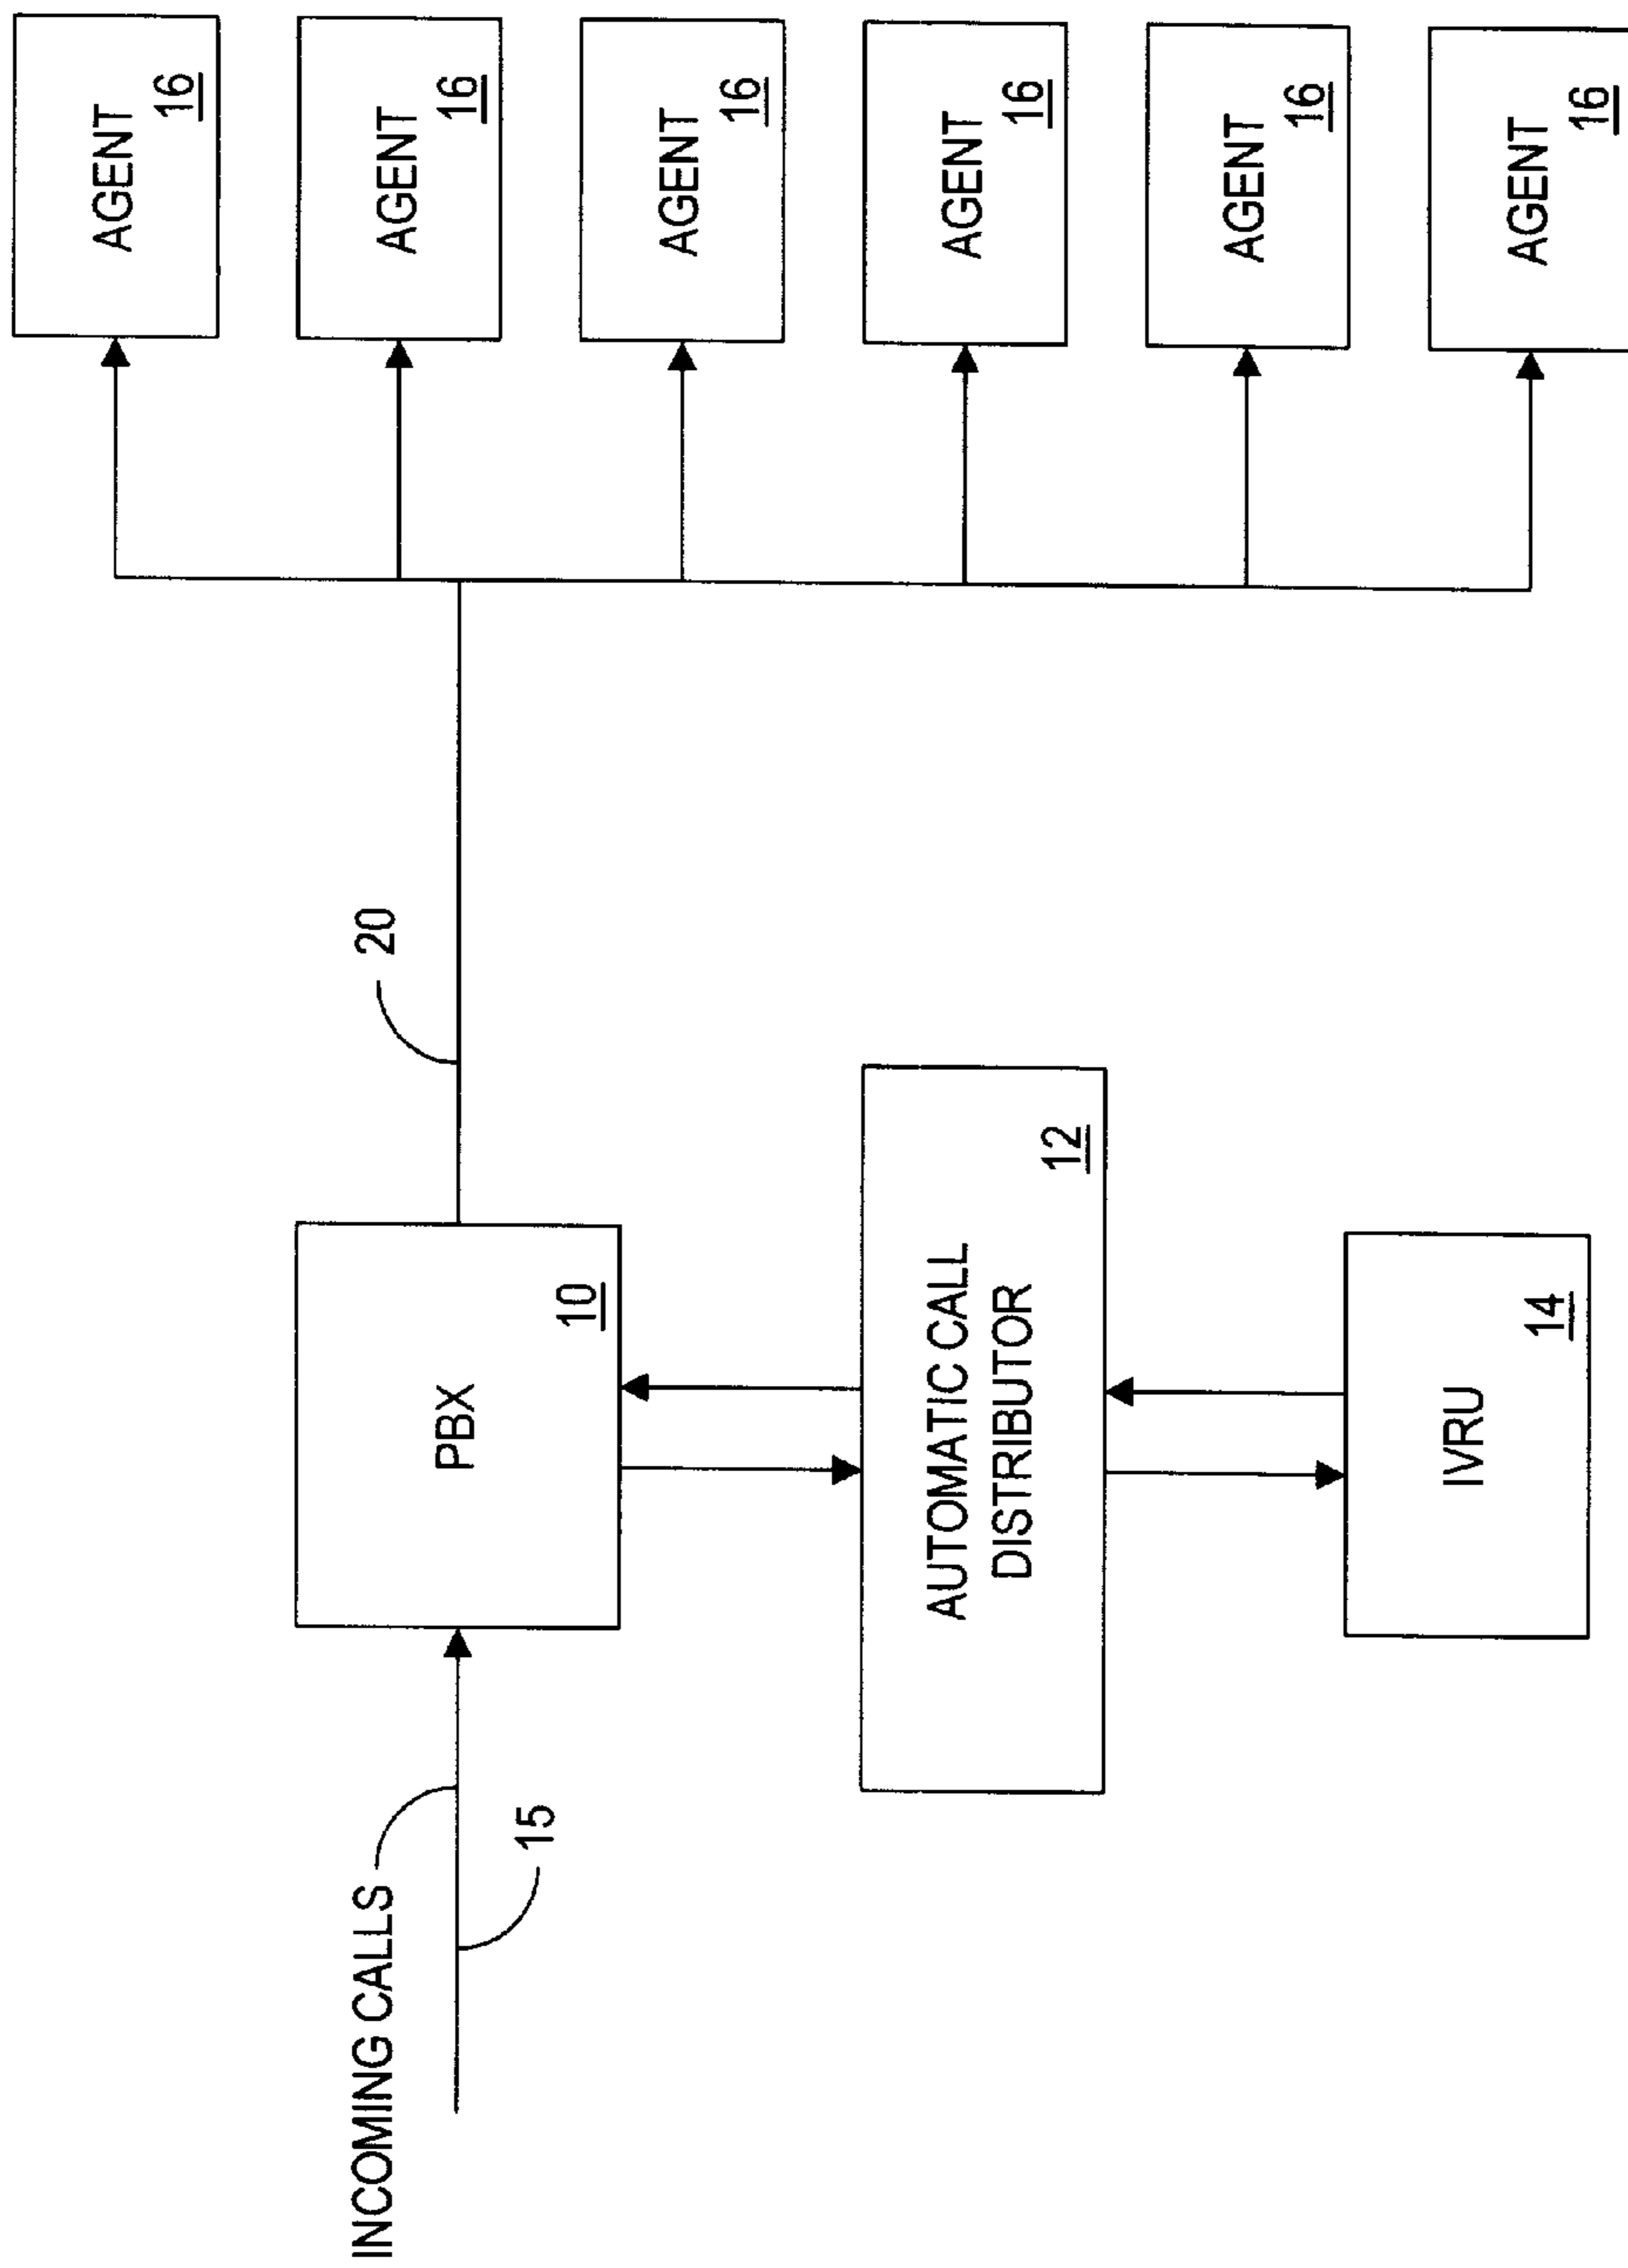 INCOMING CALLS
15
PBX
10
20
AUTOMATIC CALL
DISTRIBUTOR
12
IVRU
14
AGENT
16
AGENT
16
AGENT
16
AGENT
16
AGENT
16
AGENT
16